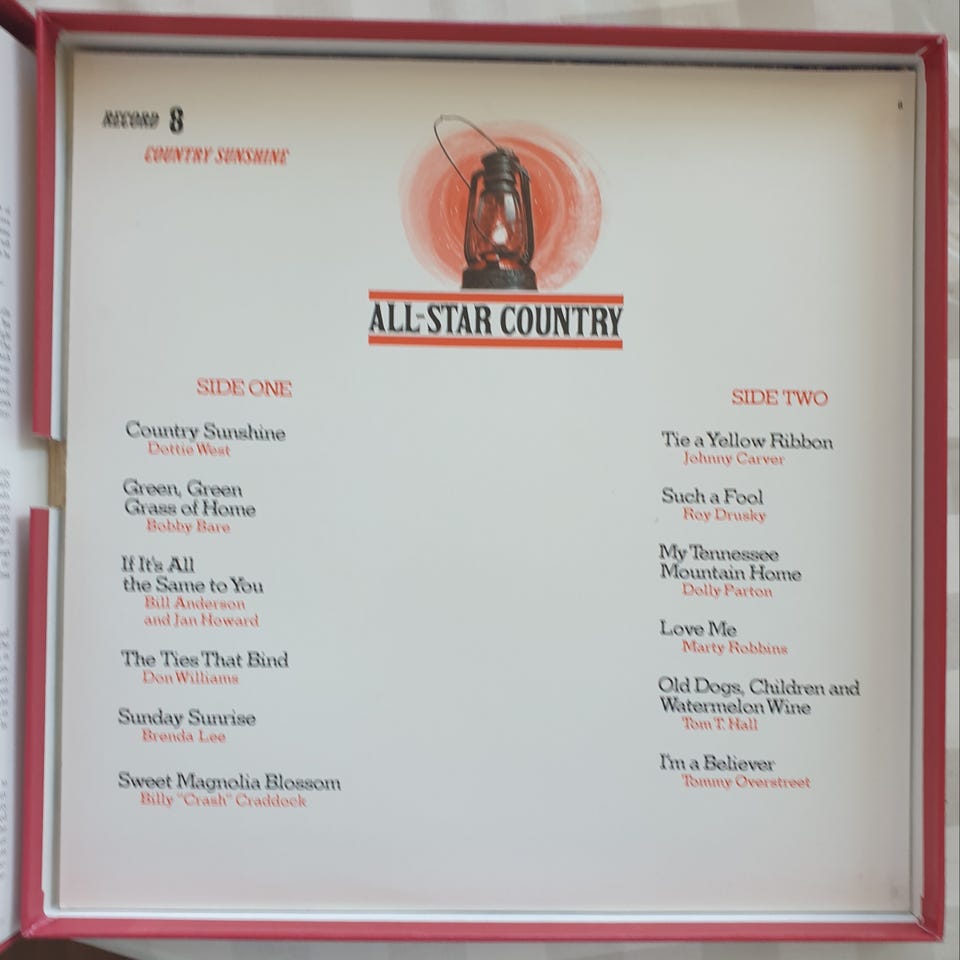 RECORD 8
COUNTRY SUNSHINE
ALL-STAR COUNTRY
SIDE ONE
Country Sunshine
Dottie West
Green, Green
Grass of Home
Bobby Bare
If It's All
the Same to You
Bill Anderson
and Jan Howard
The Ties That Bind
Don Williams
Sunday Sunrise
Brenda Lee
Sweet Magnolia Blossom
Billy "Crash" Craddock
SIDE TWO
Tie a Yellow Ribbon
Johnny Carver
Such a Fool
Roy Drusky
My Tennessee
Mountain Home
Dolly Parton
Love Me
Marty Robbins
Old Dogs, Children and
Watermelon Wine
Tom T. Hall
I'm a Believer
Tommy Overstreet